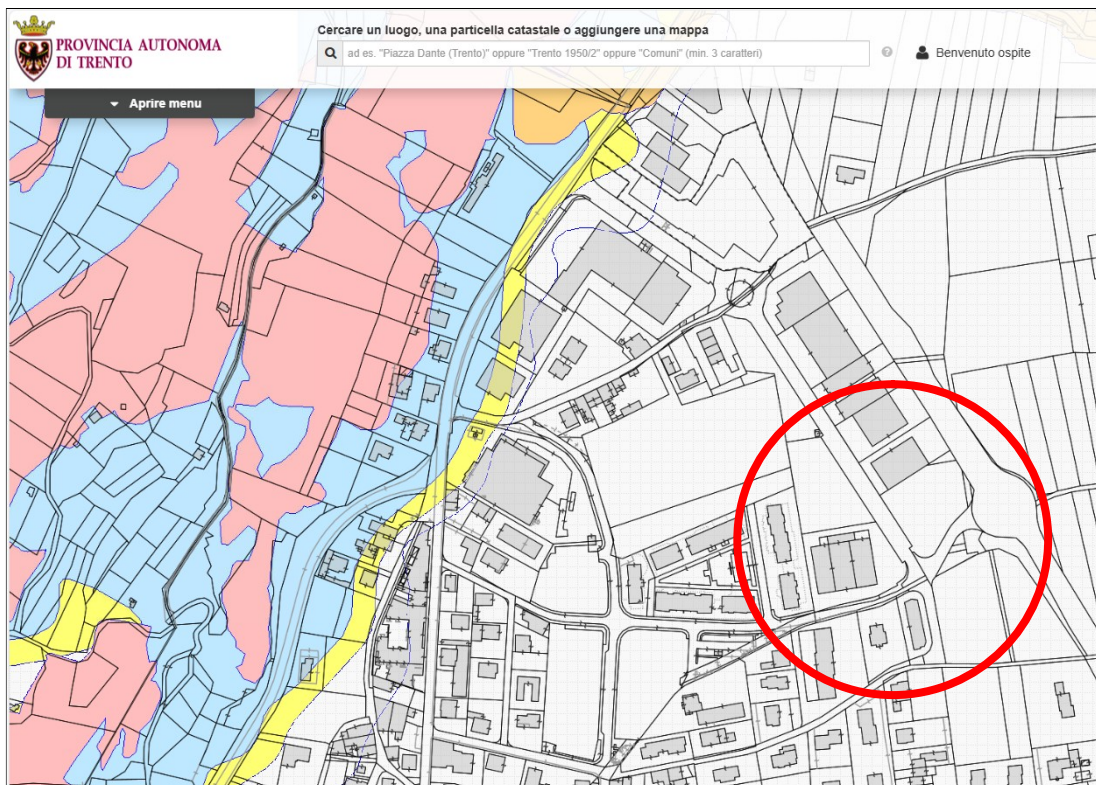 PROVINCIA AUTONOMA
DI TRENTO
Cercare un luogo, una particella catastale o aggiungere una mappa
ad es. "Piazza Dante (Trento)" oppure "Trento 1950/2" oppure "Comuni" (min. 3 caratteri)
Benvenuto ospite
Aprire menu